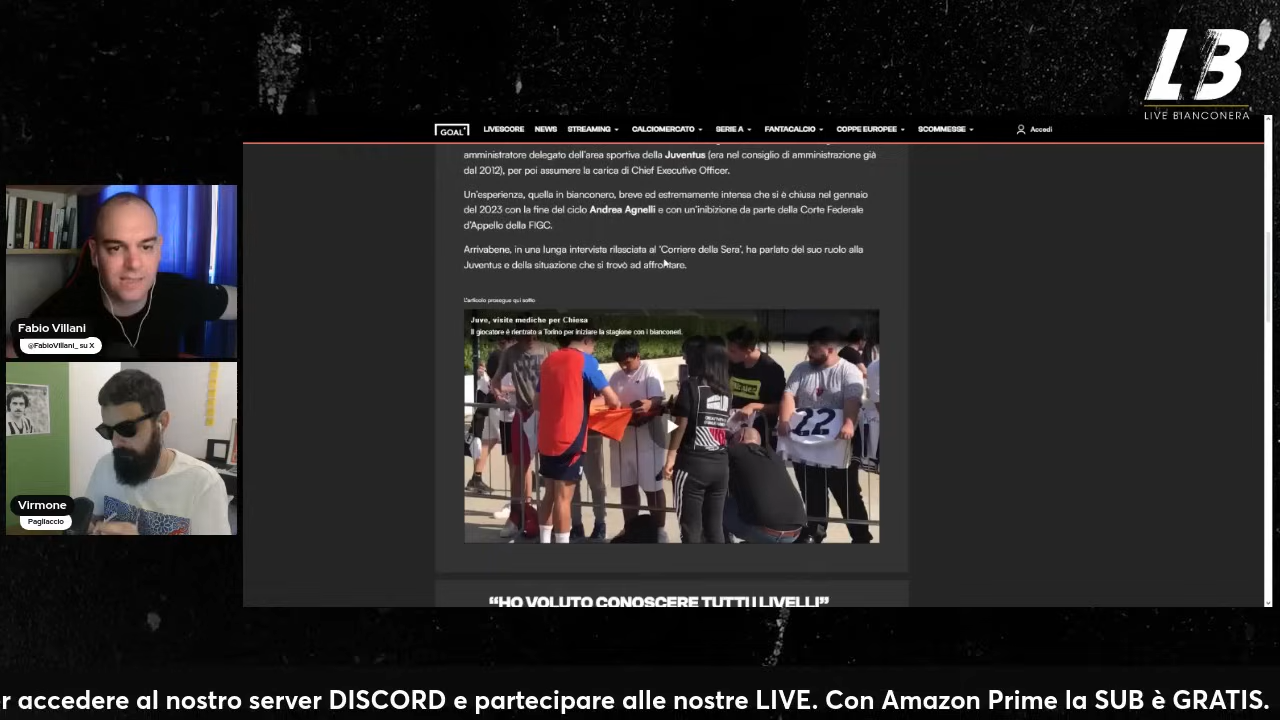 LB
LIVE BIANCONERA
GOAL
LIVESCORE NEWS STREAMING CALCIOMERCATO SERIE A FANTACALCIO COPPE EUROPEE SCOMMESSE Accedi
amministratore delegato dell'area sportiva della Juventus (era nel consiglio di amministrazione già
dal 2012), per poi assumere la carica di Chief Executive Officer.
Un'esperienza, quella in bianconero, breve ed estremamente intensa che si è chiusa nel gennaio
del 2023 con la fine del ciclo Andrea Agnelli e con un'inibizione da parte della Corte Federale
d'Appello della FIGC.
Arrivabene, in una lunga intervista rilasciata al 'Corriere della Sera', ha parlato del suo ruolo alla
Juventus e della situazione che si trovò ad affrontare.
L'articolo prosegue qui sotto
Juve, visite mediche per Chiesa
Il giocatore è rientrato a Torino per iniziare la stagione con i bianconeri.
22
“HO VOLUTO CONOSCERE TUTTI I LIVELLI”
Fabio Villani
@FabioVillani_ su X
Virmone
Pagliaccio
r accedere al nostro server DISCORD e partecipare alle nostre LIVE. Con Amazon Prime la SUB è GRATIS.